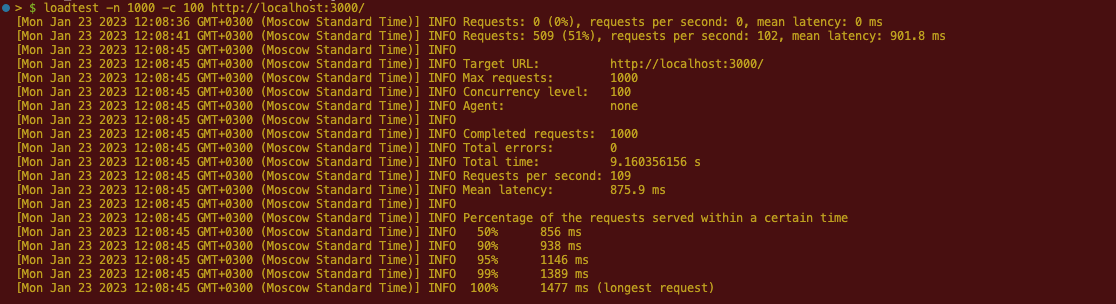 > $ loadtest -n 1000 -c 100 http://localhost:3000/
[Mon Jan 23 2023 12:08:36 GMT+0300 (Moscow Standard Time)] INFO Requests: 0 (0%), requests per second: 0, mean latency: 0 ms
[Mon Jan 23 2023 12:08:41 GMT+0300 (Moscow Standard Time)] INFO Requests: 509 (51%), requests per second: 102, mean latency: 901.8 ms
[Mon Jan 23 2023 12:08:45 GMT+0300 (Moscow Standard Time)] INFO
[Mon Jan 23 2023 12:08:45 GMT+0300 (Moscow Standard Time)] INFO Target URL:          http://localhost:3000/
[Mon Jan 23 2023 12:08:45 GMT+0300 (Moscow Standard Time)] INFO Max requests:        1000
[Mon Jan 23 2023 12:08:45 GMT+0300 (Moscow Standard Time)] INFO Concurrency level:   100
[Mon Jan 23 2023 12:08:45 GMT+0300 (Moscow Standard Time)] INFO Agent:               none
[Mon Jan 23 2023 12:08:45 GMT+0300 (Moscow Standard Time)] INFO
[Mon Jan 23 2023 12:08:45 GMT+0300 (Moscow Standard Time)] INFO Completed requests:  1000
[Mon Jan 23 2023 12:08:45 GMT+0300 (Moscow Standard Time)] INFO Total errors:        0
[Mon Jan 23 2023 12:08:45 GMT+0300 (Moscow Standard Time)] INFO Total time:          9.160356156 s
[Mon Jan 23 2023 12:08:45 GMT+0300 (Moscow Standard Time)] INFO Requests per second: 109
[Mon Jan 23 2023 12:08:45 GMT+0300 (Moscow Standard Time)] INFO Mean latency:        875.9 ms
[Mon Jan 23 2023 12:08:45 GMT+0300 (Moscow Standard Time)] INFO
[Mon Jan 23 2023 12:08:45 GMT+0300 (Moscow Standard Time)] INFO Percentage of the requests served within a certain time
[Mon Jan 23 2023 12:08:45 GMT+0300 (Moscow Standard Time)] INFO   50%      856 ms
[Mon Jan 23 2023 12:08:45 GMT+0300 (Moscow Standard Time)] INFO   90%      938 ms
[Mon Jan 23 2023 12:08:45 GMT+0300 (Moscow Standard Time)] INFO   95%      1146 ms
[Mon Jan 23 2023 12:08:45 GMT+0300 (Moscow Standard Time)] INFO   99%      1389 ms
[Mon Jan 23 2023 12:08:45 GMT+0300 (Moscow Standard Time)] INFO  100%      1477 ms (longest request)